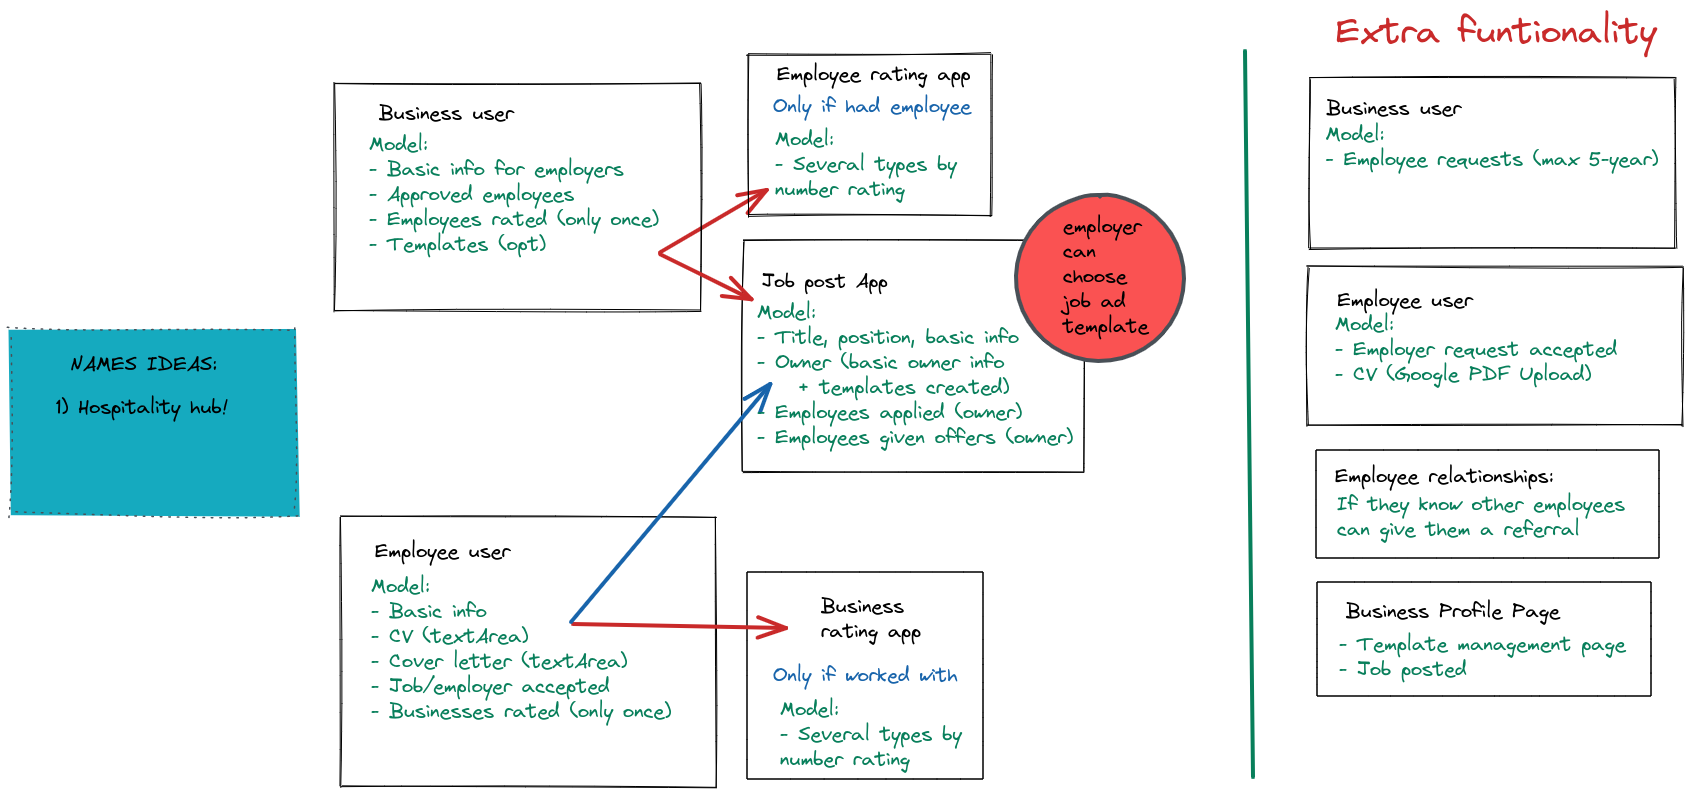 NAMES IDEAS:
1) Hospitality hub!
Business user
Model:
- Basic info for employers
- Approved employees
- Employees rated (only once)
- Templates (opt)
Employee user
Model:
- Basic info
- CV (textArea)
- Cover letter (textArea)
- Job/employer accepted
- Businesses rated (only once)
Employee rating app
Only if had employee
Model:
- Several types by
number rating
Job post App
Model:
- Title, position, basic info
- Owner (basic owner info
+ templates created)
- Employees applied (owner)
- Employees given offers (owner)
employer
can
choose
job ad
template
Business
rating app
Only if worked with
Model:
- Several types by
number rating
Extra funtionality
Business user
Model:
- Employee requests (max 5-year)
Employee user
Model:
- Employer request accepted
- CV (Google PDF Upload)
Employee relationships:
If they know other employees
can give them a referral
Business Profile Page
- Template management page
- Job posted